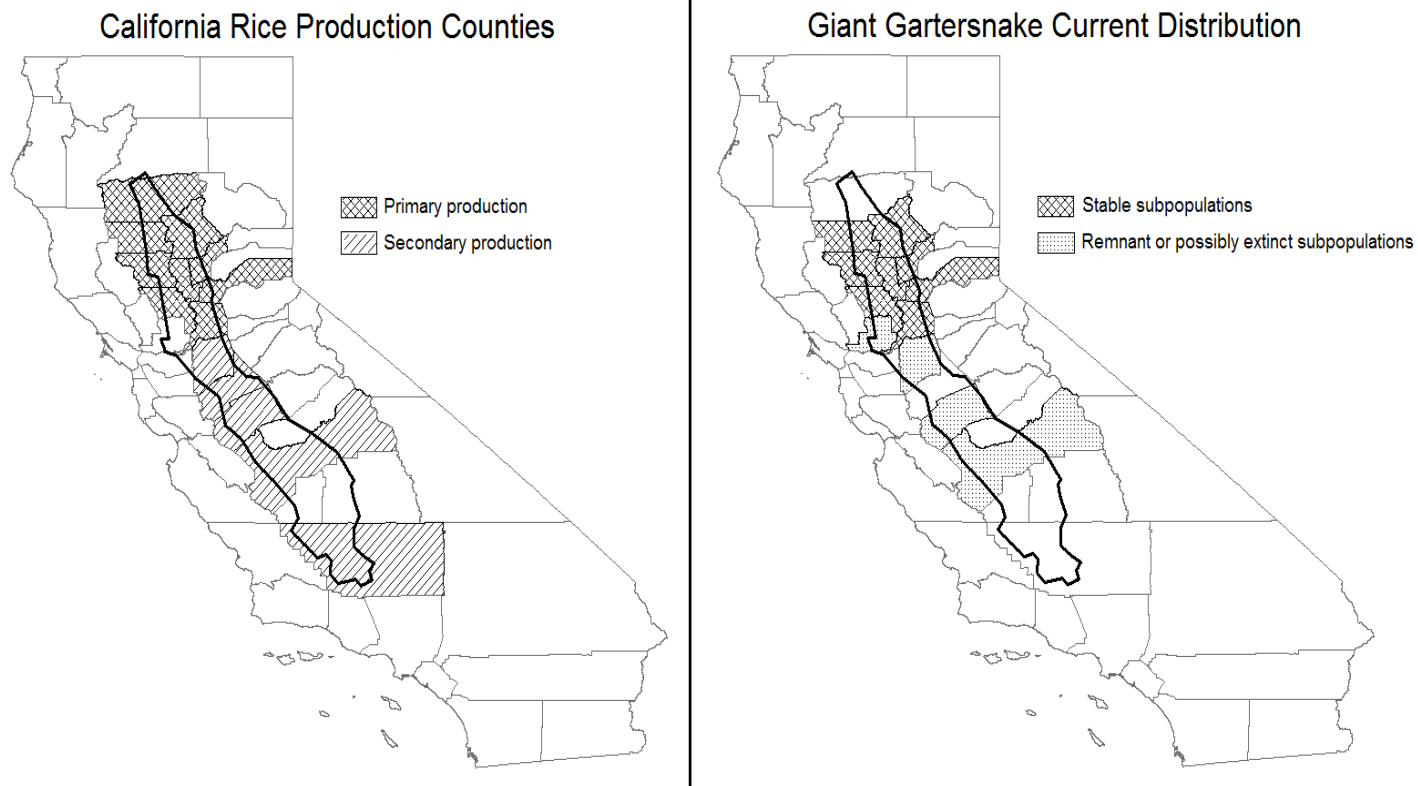 California Rice Production Counties
Primary production
Secondary production
Giant Gartersnake Current Distribution
Stable subpopulations
Remnant or possibly extinct subpopulations